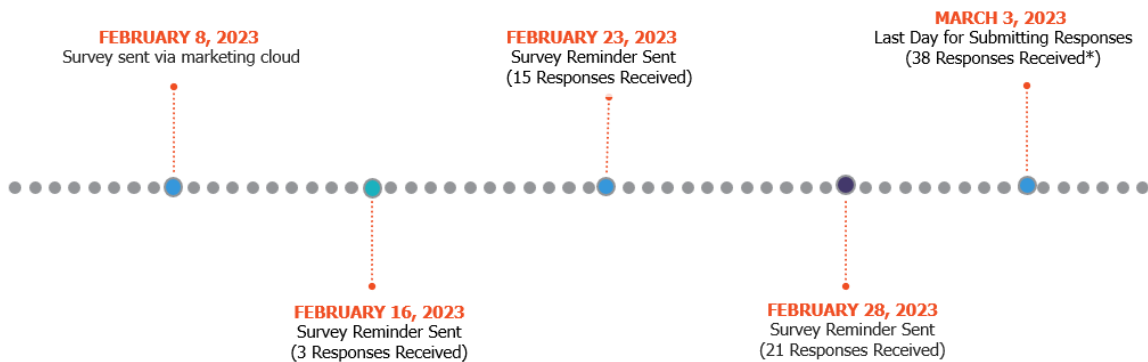 FEBRUARY 8, 2023
Survey sent via marketing cloud
FEBRUARY 16, 2023
Survey Reminder Sent
(3 Responses Received)
FEBRUARY 23, 2023
Survey Reminder Sent
(15 Responses Received)
FEBRUARY 28, 2023
Survey Reminder Sent
(21 Responses Received)
MARCH 3, 2023
Last Day for Submitting Responses
(38 Responses Received*)